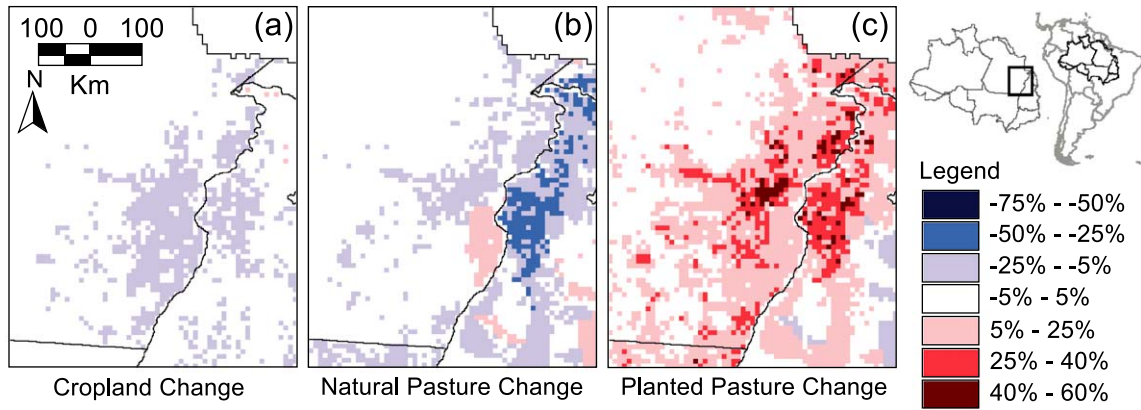 100 0 100
Km
N
(a)
(b)
(c)
Cropland Change
Natural Pasture Change
Planted Pasture Change
Legend
-75% - -50%
-50% - -25%
-25% - -5%
-5% - 5%
5% - 25%
25% - 40%
40% - 60%